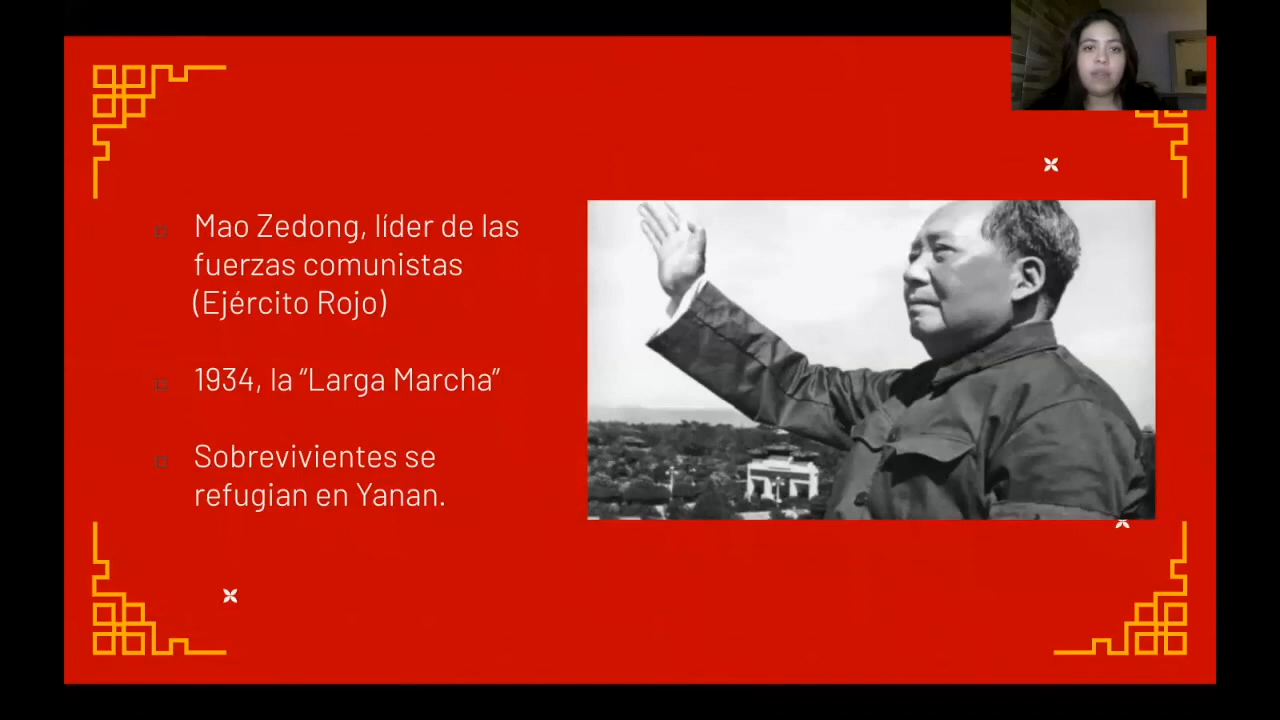 Mao Zedong, líder de las
fuerzas comunistas
(Ejército Rojo)
1934, la “Larga Marcha”
Sobrevivientes se
refugian en Yanan.